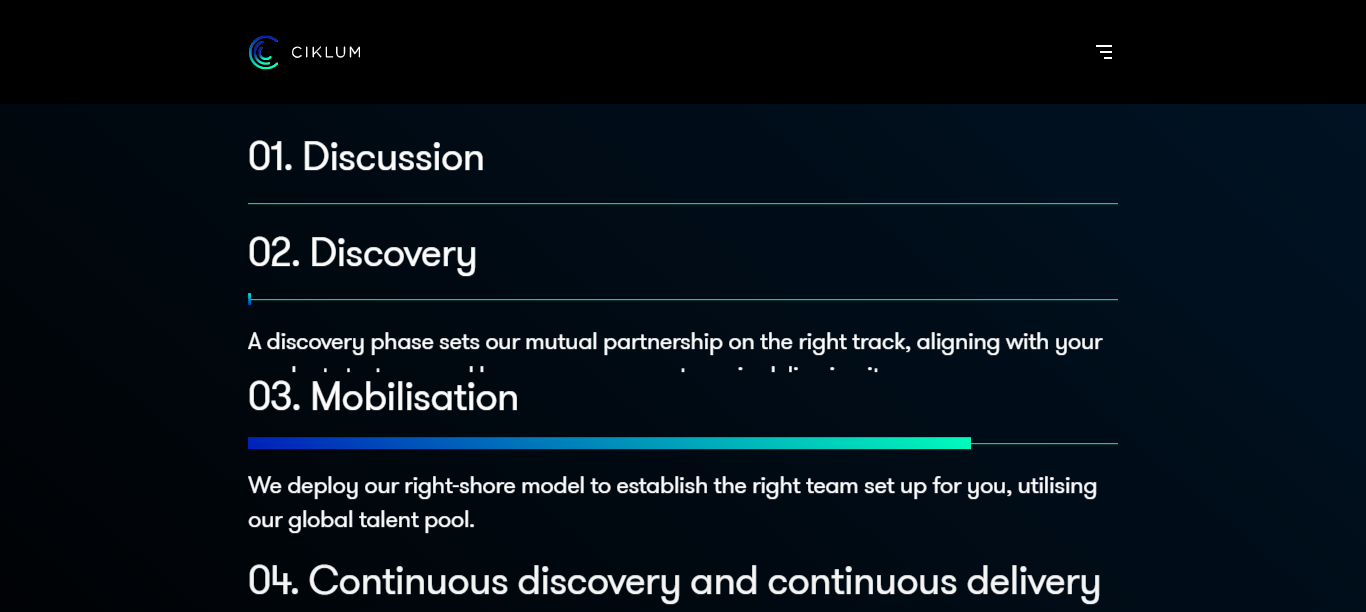 CIKLUM
01. Discussion
02. Discovery
A discovery phase sets our mutual partnership on the right track, aligning with your
03. Mobilisation
We deploy our right-shore model to establish the right team set up for you, utilising
our global talent pool.
04. Continuous discovery and continuous delivery